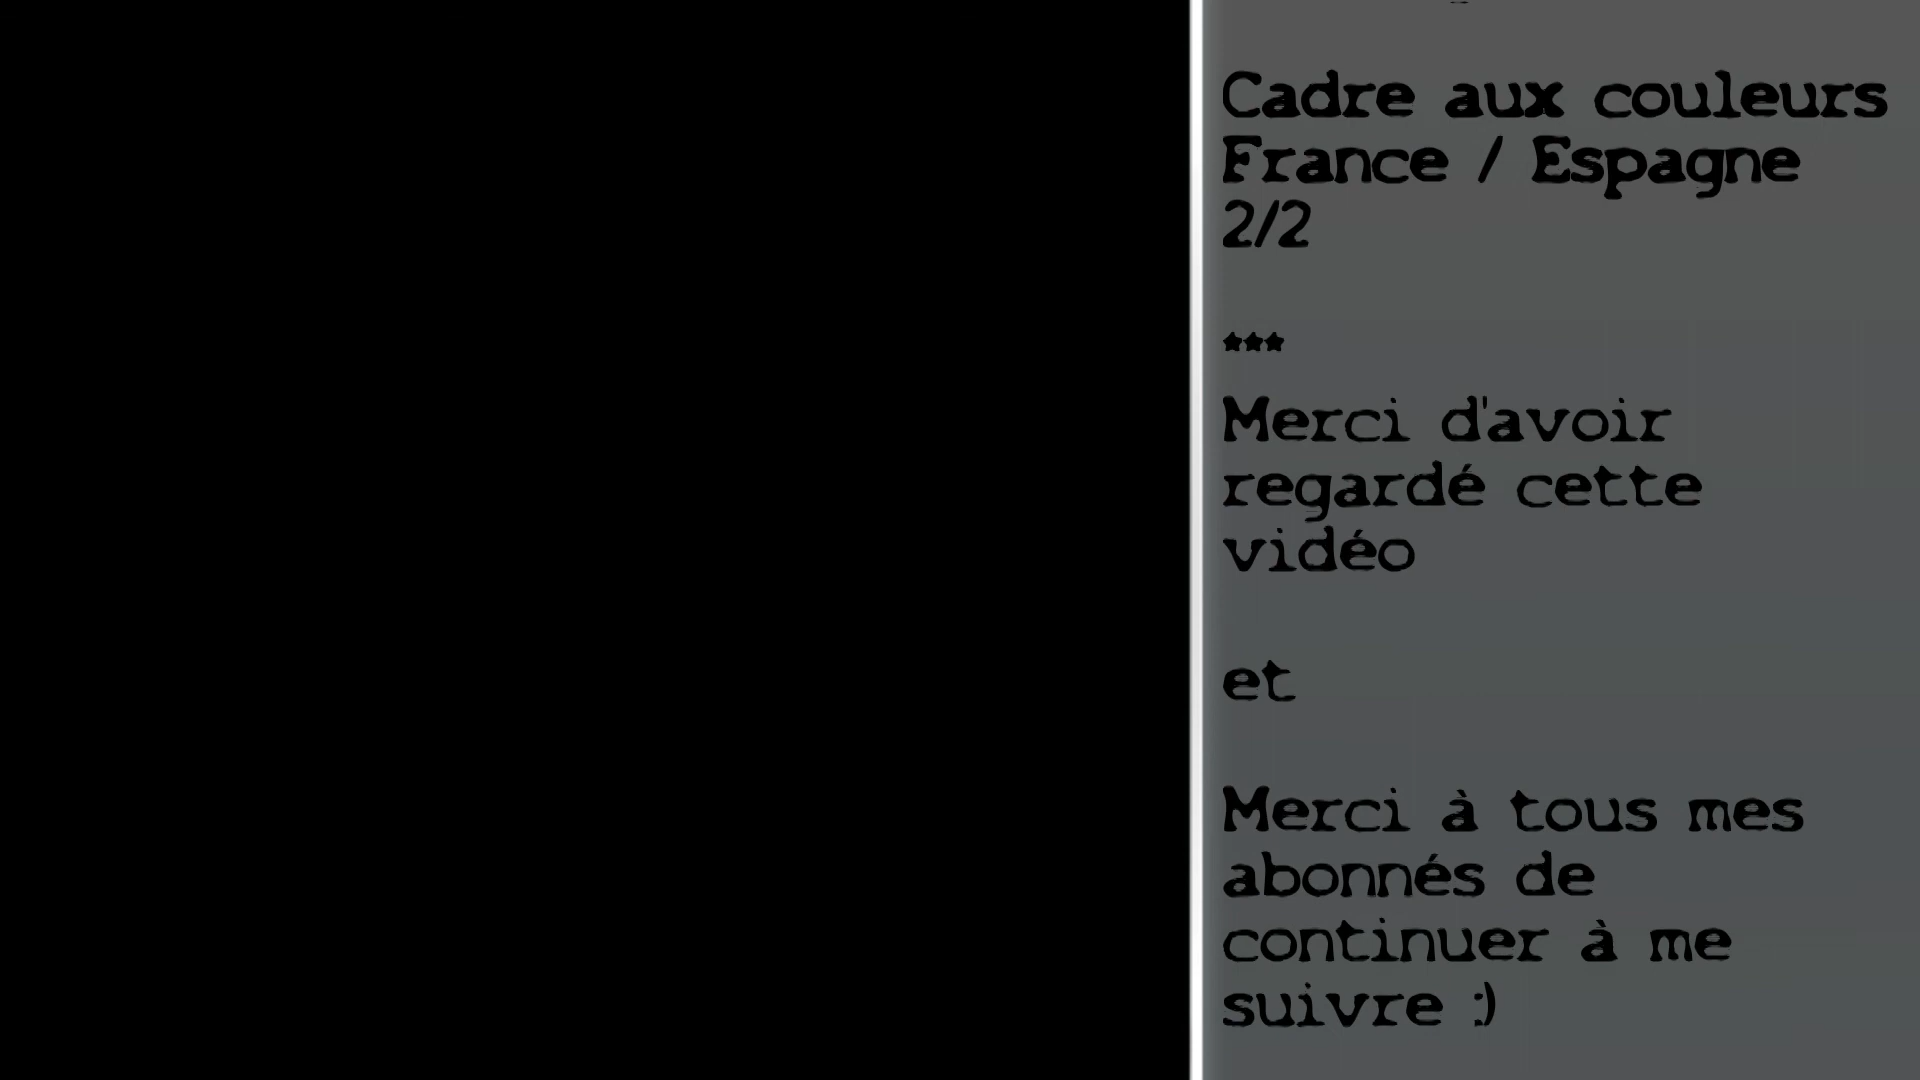 Cadre aux couleurs
France / Espagne
2/2
***
Merci d'avoir
regardé cette
vidéo
et
Merci à tous mes
abonnés de
continuer à me
suivre :)